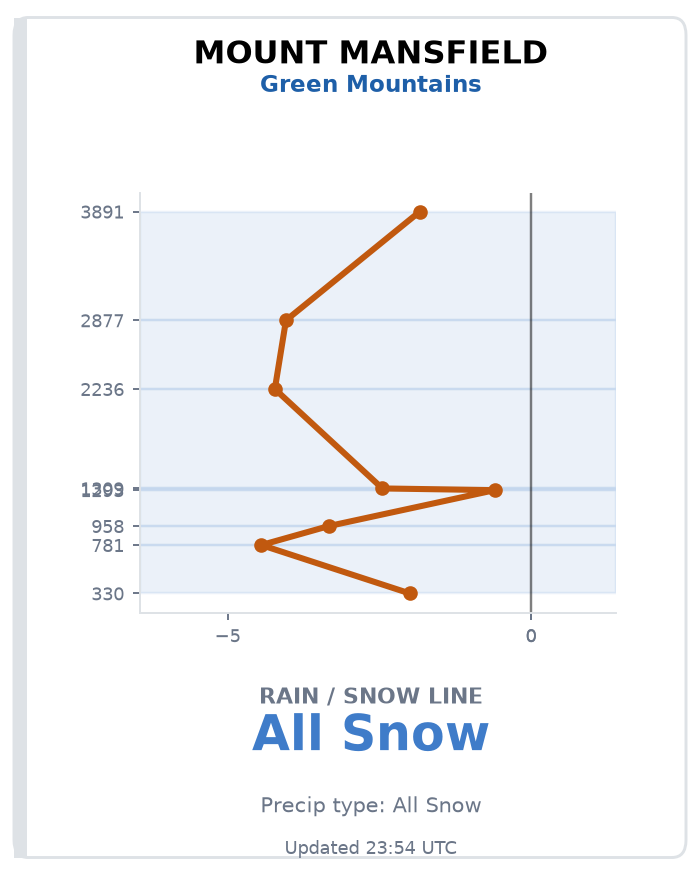 MOUNT MANSFIELD
Green Mountains
3891
2877
2236
958
781
330
−5
0
RAIN / SNOW LINE
All Snow
Precip type: All Snow
Updated 23:54 UTC